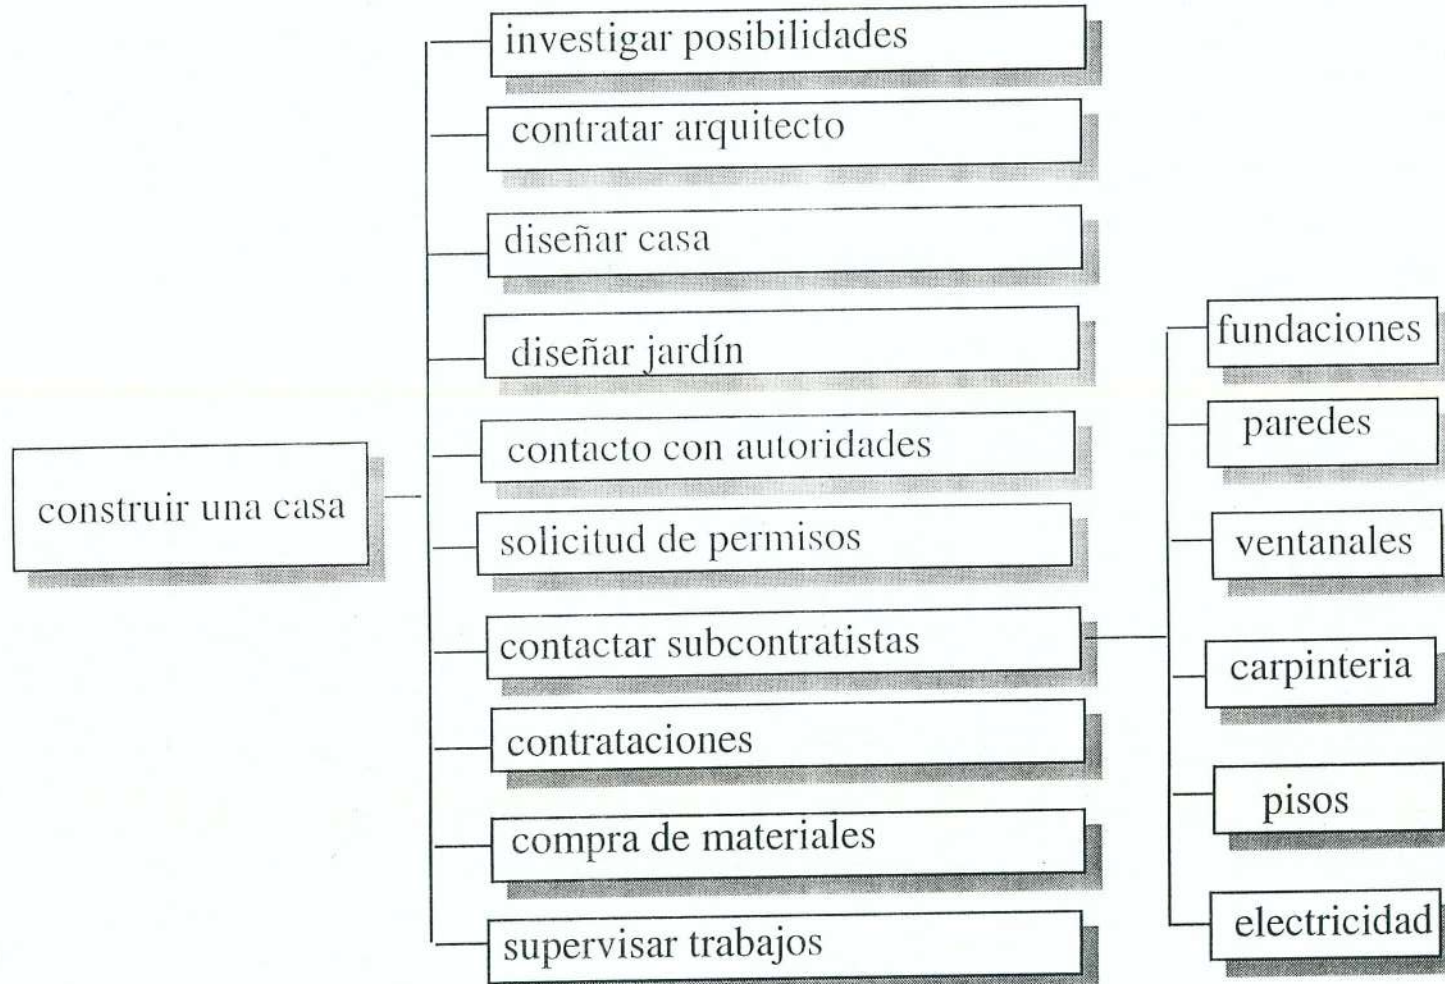 construir una casa
investigar posibilidades
contratar arquitecto
diseñar casa
diseñar jardín
contacto con autoridades
solicitud de permisos
contactar subcontratistas
contrataciones
compra de materiales
supervisar trabajos
fundaciones
paredes
ventanales
carpinteria
pisos
electricidad